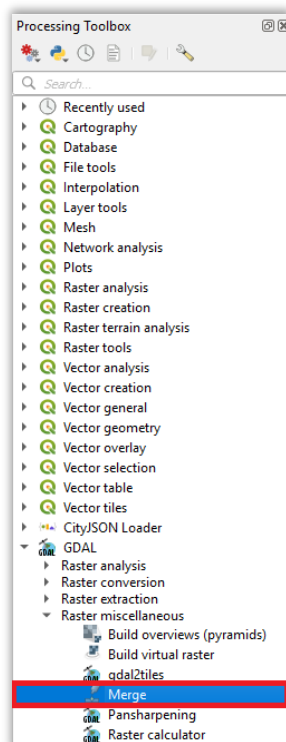 Processing Toolbox
Search...
Recently used
Cartography
Database
File tools
Interpolation
Layer tools
Mesh
Network analysis
Plots
Raster analysis
Raster creation
Raster terrain analysis
Raster tools
Vector analysis
Vector creation
Vector general
Vector geometry
Vector overlay
Vector selection
Vector table
Vector tiles
CityJSON Loader
GDAL
Raster analysis
Raster conversion
Raster extraction
Raster miscellaneous
Build overviews (pyramids)
Build virtual raster
gdal2tiles
Merge
Pansharpening
Raster calculator